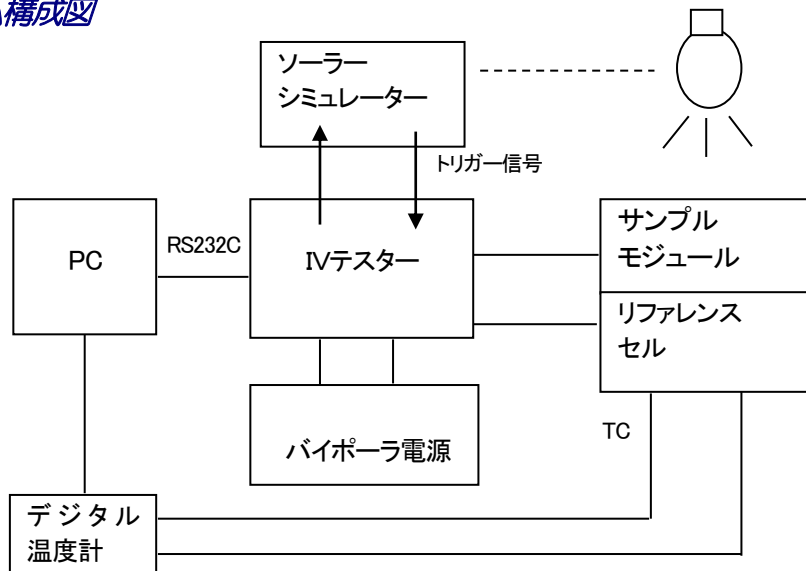 構成図
ソーラー
シミュレーター
トリガー信号
PC
RS232C
IVテスター
サンプル
モジュール
リファレンス
セル
バイポーラ電源
TC
デジタル
温度計